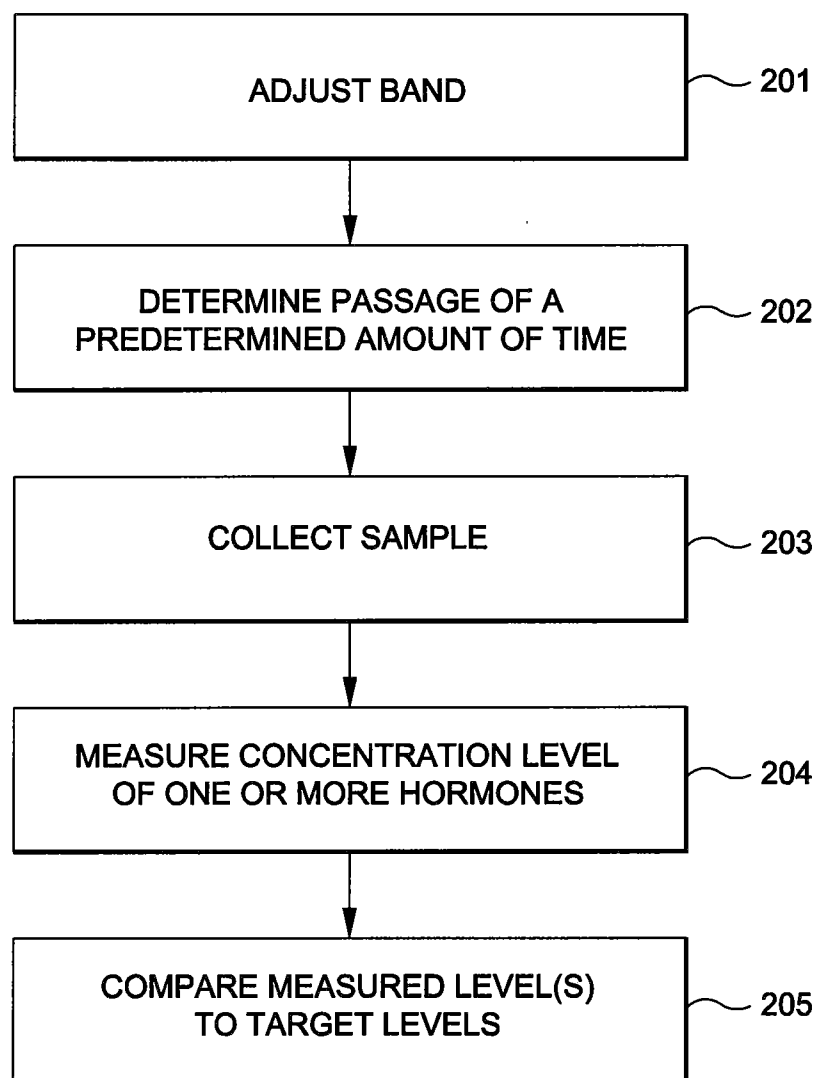 ADJUST BAND
201
DETERMINE PASSAGE OF A
PREDETERMINED AMOUNT OF TIME
202
COLLECT SAMPLE
203
MEASURE CONCENTRATION LEVEL
OF ONE OR MORE HORMONES
204
COMPARE MEASURED LEVEL(S)
TO TARGET LEVELS
205